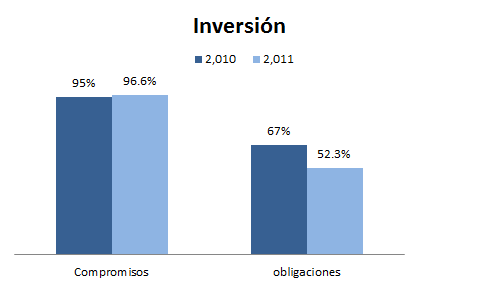 Inversión
2,010 2,011
95% 96.6%
67% 52.3%
Compromisos obligaciones